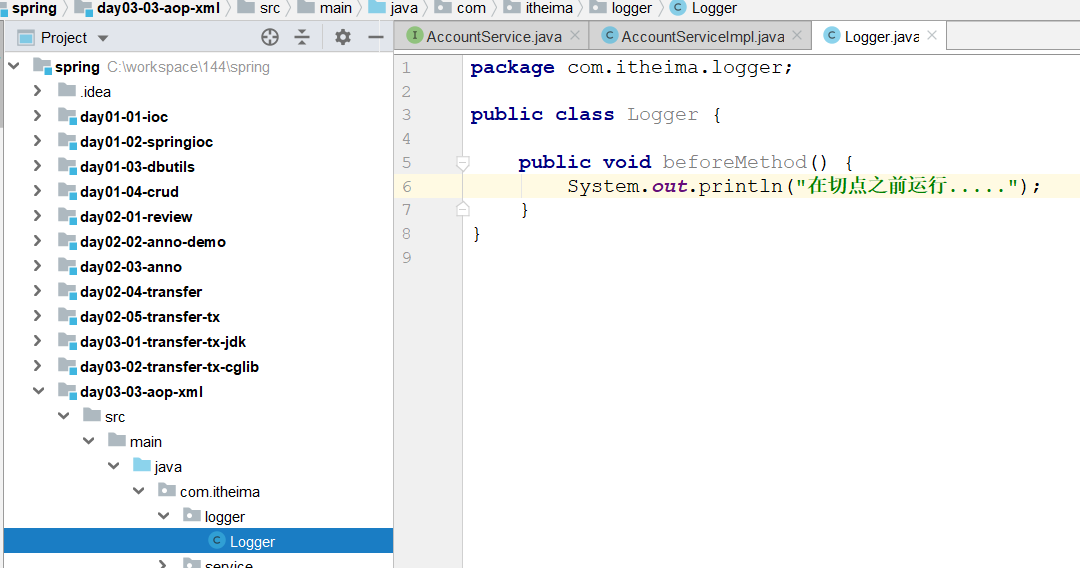 spring day03-03-aop-xml src main java com itheima logger Logger
Project
AccountService.java AccountServiceImpl.java Logger.java
spring C:\workspace\144\spring
.idea
day01-01-ioc
day01-02-springioc
day01-03-dbutils
day01-04-crud
day02-01-review
day02-02-anno-demo
day02-03-anno
day02-04-transfer
day02-05-transfer-tx
day03-01-transfer-tx-jdk
day03-02-transfer-tx-cglib
day03-03-aop-xml
src
main
java
com.itheima
logger
Logger
service
1 package com.itheima.logger;
2
3 public class Logger {
4
5 public void beforeMethod() {
6 System.out.println("在切点之前运行.....");
7 }
8 }
9